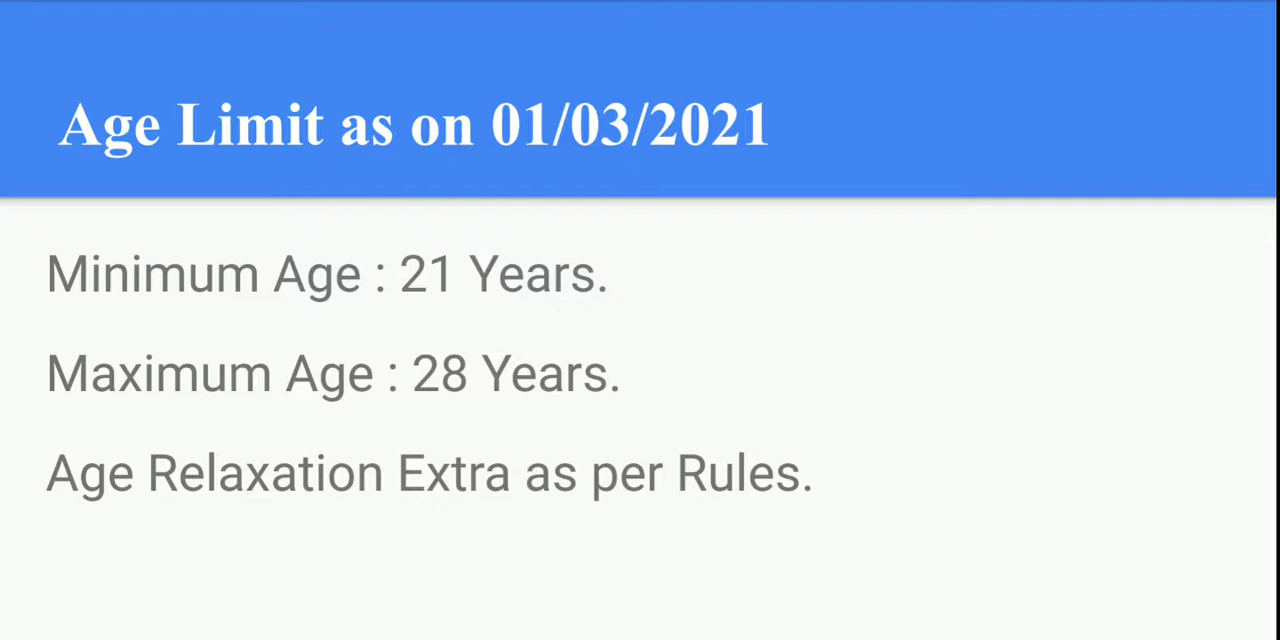 Age Limit as on 01/03/2021
Minimum Age : 21 Years.
Maximum Age : 28 Years.
Age Relaxation Extra as per Rules.